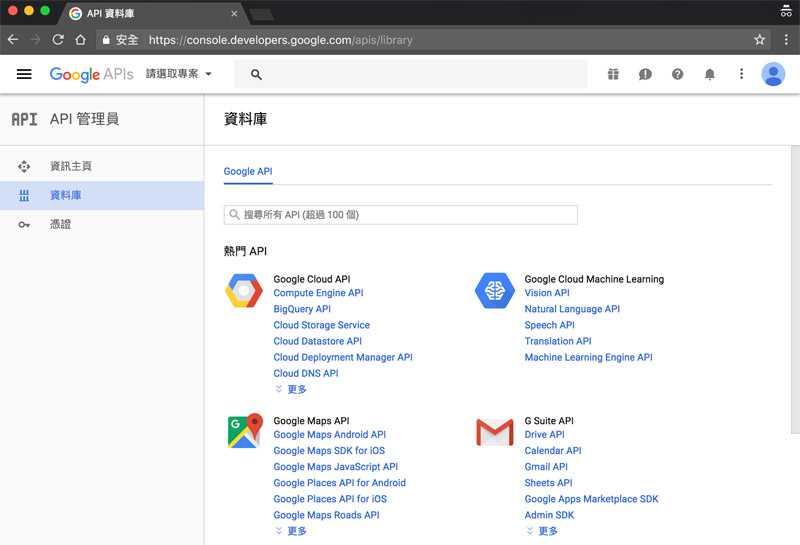 API 資料庫
安全 https://console.developers.google.com/apis/library
Google APIs 請選取專案
API API 管理員
資訊主頁
資料庫
憑證
資料庫
Google API
搜尋所有 API (超過 100 個)
熱門 API
Google Cloud API
Compute Engine API
BigQuery API
Cloud Storage Service
Cloud Datastore API
Cloud Deployment Manager API
Cloud DNS API
更多
Google Cloud Machine Learning
Vision API
Natural Language API
Speech API
Translation API
Machine Learning Engine API
G
Google Maps API
Google Maps Android API
Google Maps SDK for iOS
Google Maps JavaScript API
Google Places API for Android
Google Places API for iOS
Google Maps Roads API
更多
G Suite API
Drive API
Calendar API
Gmail API
Sheets API
Google Apps Marketplace SDK
Admin SDK
更多